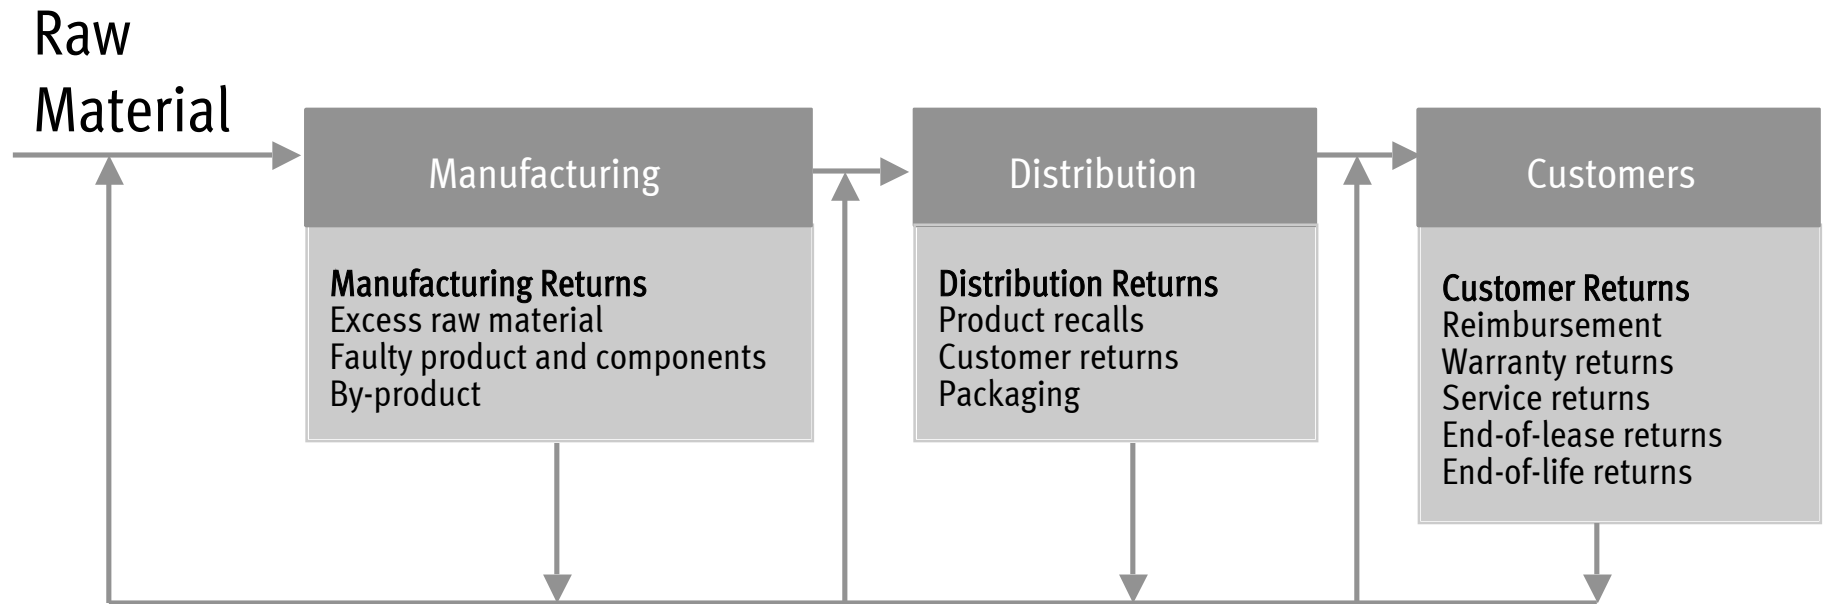 Raw
Material
Manufacturing
Manufacturing Returns
Excess raw material
Faulty product and components
By-product
Distribution
Distribution Returns
Product recalls
Customer returns
Packaging
Customers
Customer Returns
Reimbursement
Warranty returns
Service returns
End-of-lease returns
End-of-life returns